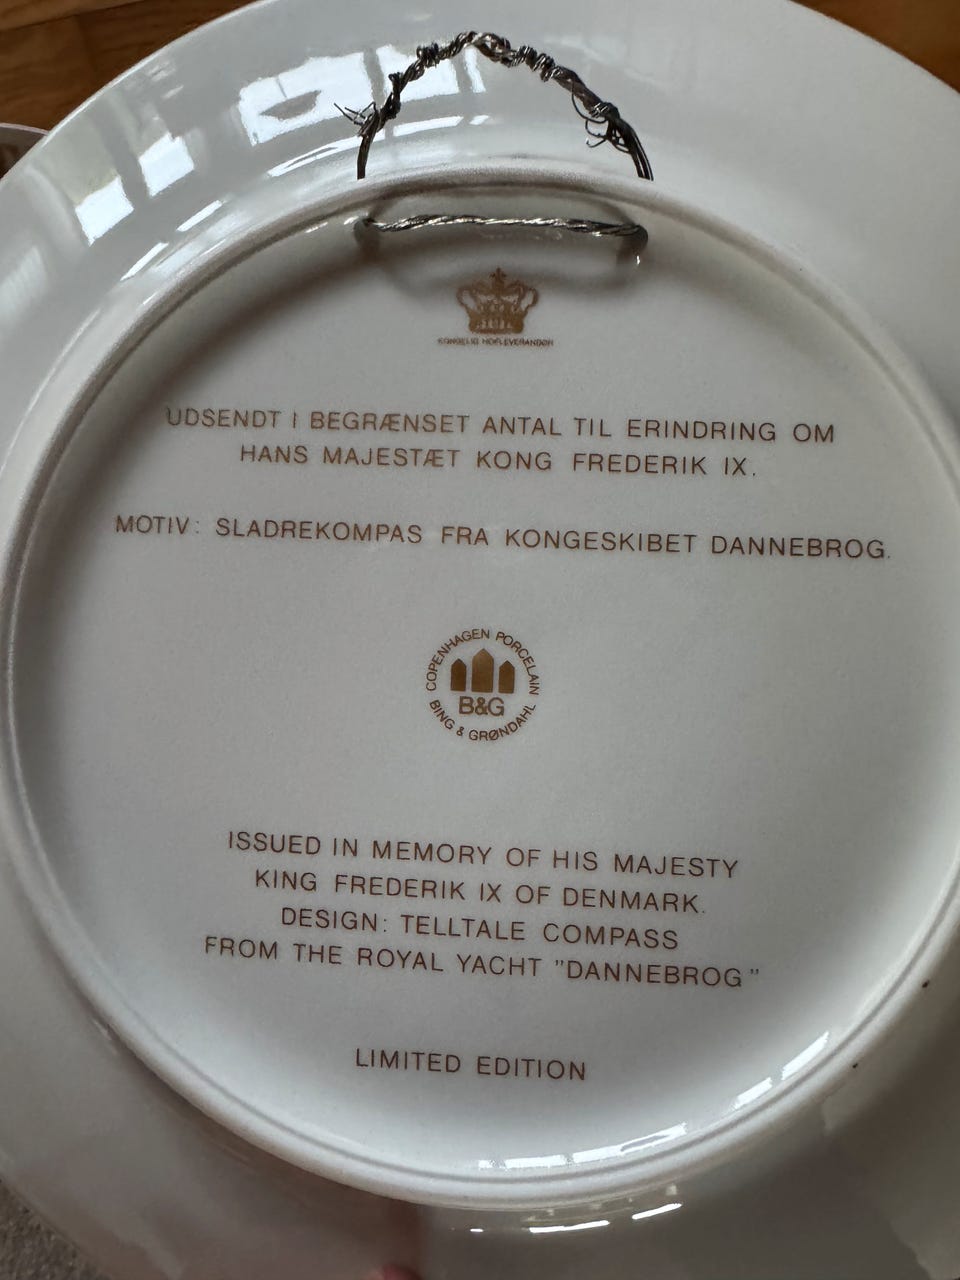 KONGELIG HOFLEVERANDØR
UDSENDT I BEGRÆNSET ANTAL TIL ERINDRING OM
HANS MAJESTÆT KONG FREDERIK IX.
MOTIV: SLADREKOMPAS FRA KONGESKIBET DANNEBROG.
COPENHAGEN PORCELAIN
B&G
BING & GRØNDAHL
ISSUED IN MEMORY OF HIS MAJESTY
KING FREDERIK IX OF DENMARK.
DESIGN: TELLTALE COMPASS
FROM THE ROYAL YACHT "DANNEBROG"
LIMITED EDITION